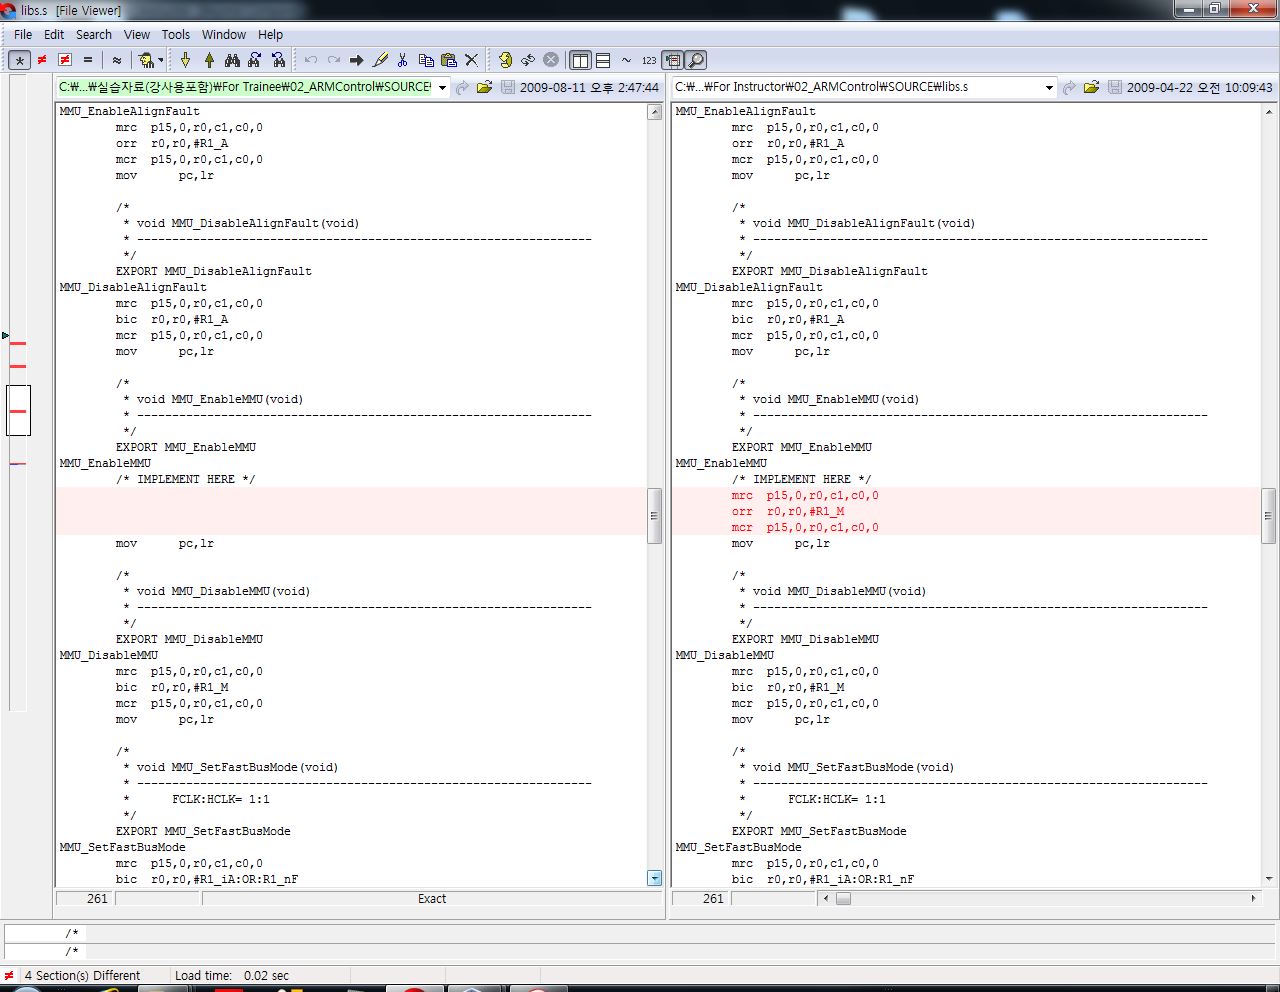 libs.s   [File Viewer]
File Edit Search View Tools Window Help
C:₩...₩실습자료(강사용포함)₩For Trainee₩02_ARMControl₩SOURCE₩
2009-08-11 오후 2:47:44
C:₩...₩For Instructor₩02_ARMControl₩SOURCE₩libs.s
2009-04-22 오전 10:09:43
MMU_EnableAlignFault
mrc  p15,0,r0,c1,c0,0
orr  r0,r0,#R1_A
mcr  p15,0,r0,c1,c0,0
mov      pc,lr
/*
* void MMU_DisableAlignFault(void)
* -----------------------------------------------------------------
*/
EXPORT MMU_DisableAlignFault
MMU_DisableAlignFault
mrc  p15,0,r0,c1,c0,0
bic  r0,r0,#R1_A
mcr  p15,0,r0,c1,c0,0
mov      pc,lr
/*
* void MMU_EnableMMU(void)
* -----------------------------------------------------------------
*/
EXPORT MMU_EnableMMU
MMU_EnableMMU
/* IMPLEMENT HERE */
mov      pc,lr
/*
* void MMU_DisableMMU(void)
* -----------------------------------------------------------------
*/
EXPORT MMU_DisableMMU
MMU_DisableMMU
mrc  p15,0,r0,c1,c0,0
bic  r0,r0,#R1_M
mcr  p15,0,r0,c1,c0,0
mov      pc,lr
/*
* void MMU_SetFastBusMode(void)
* -----------------------------------------------------------------
*      FCLK:HCLK= 1:1
*/
EXPORT MMU_SetFastBusMode
MMU_SetFastBusMode
mrc  p15,0,r0,c1,c0,0
bic  r0,r0,#R1_iA:OR:R1_nF
261
Exact
MMU_EnableAlignFault
mrc  p15,0,r0,c1,c0,0
orr  r0,r0,#R1_A
mcr  p15,0,r0,c1,c0,0
mov      pc,lr
/*
* void MMU_DisableAlignFault(void)
* -----------------------------------------------------------------
*/
EXPORT MMU_DisableAlignFault
MMU_DisableAlignFault
mrc  p15,0,r0,c1,c0,0
bic  r0,r0,#R1_A
mcr  p15,0,r0,c1,c0,0
mov      pc,lr
/*
* void MMU_EnableMMU(void)
* -----------------------------------------------------------------
*/
EXPORT MMU_EnableMMU
MMU_EnableMMU
/* IMPLEMENT HERE */
mrc  p15,0,r0,c1,c0,0
orr  r0,r0,#R1_M
mcr  p15,0,r0,c1,c0,0
mov      pc,lr
/*
* void MMU_DisableMMU(void)
* -----------------------------------------------------------------
*/
EXPORT MMU_DisableMMU
MMU_DisableMMU
mrc  p15,0,r0,c1,c0,0
bic  r0,r0,#R1_M
mcr  p15,0,r0,c1,c0,0
mov      pc,lr
/*
* void MMU_SetFastBusMode(void)
* -----------------------------------------------------------------
*      FCLK:HCLK= 1:1
*/
EXPORT MMU_SetFastBusMode
MMU_SetFastBusMode
mrc  p15,0,r0,c1,c0,0
bic  r0,r0,#R1_iA:OR:R1_nF
261
/*
/*
4 Section(s) Different
Load time:   0.02 sec